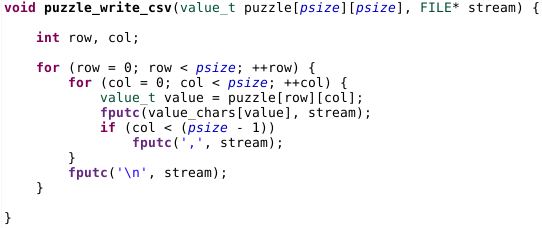 void puzzle_write_csv(value_t puzzle[psize][psize], FILE* stream) {

    int row, col;

    for (row = 0; row < psize; ++row) {
        for (col = 0; col < psize; ++col) {
            value_t value = puzzle[row][col];
            fputc(value_chars[value], stream);
            if (col < (psize - 1))
                fputc(',', stream);
        }
        fputc('\n', stream);
    }

}